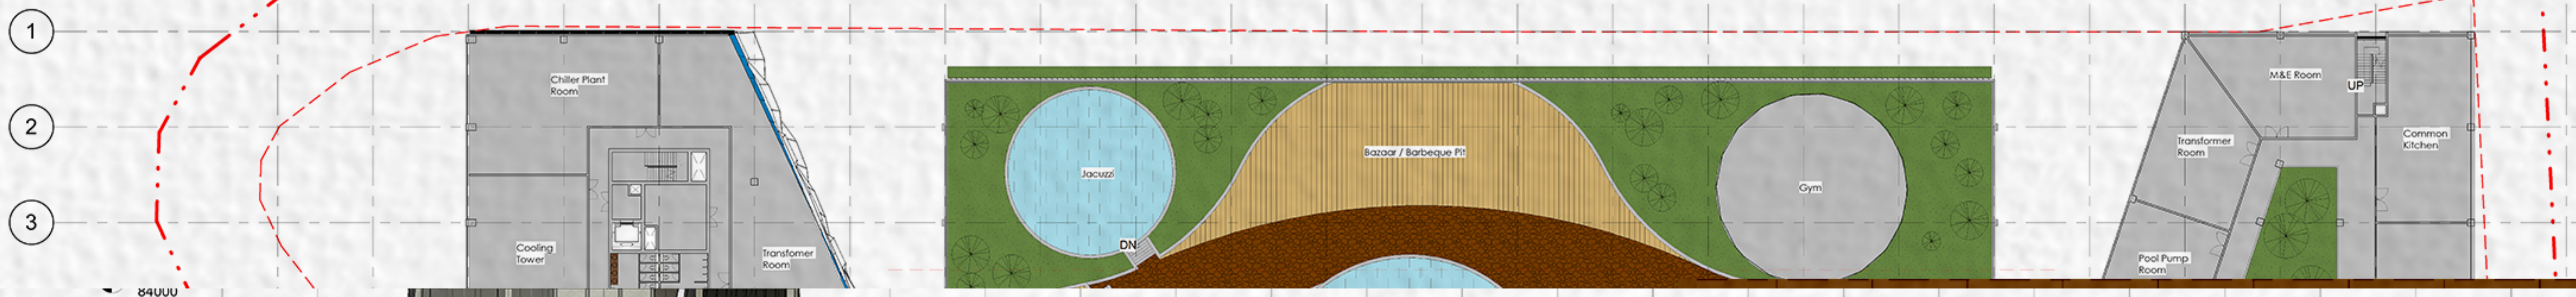 1
Chiller Plant
Room
M&E Room
UP
2
Bazaar / Barbeque Pit
Transformer
Room
Common
Kitchen
Jacuzzi
Gym
3
DN
Cooling
Tower
Transfomer
Room
Pool Pump
Room
84000